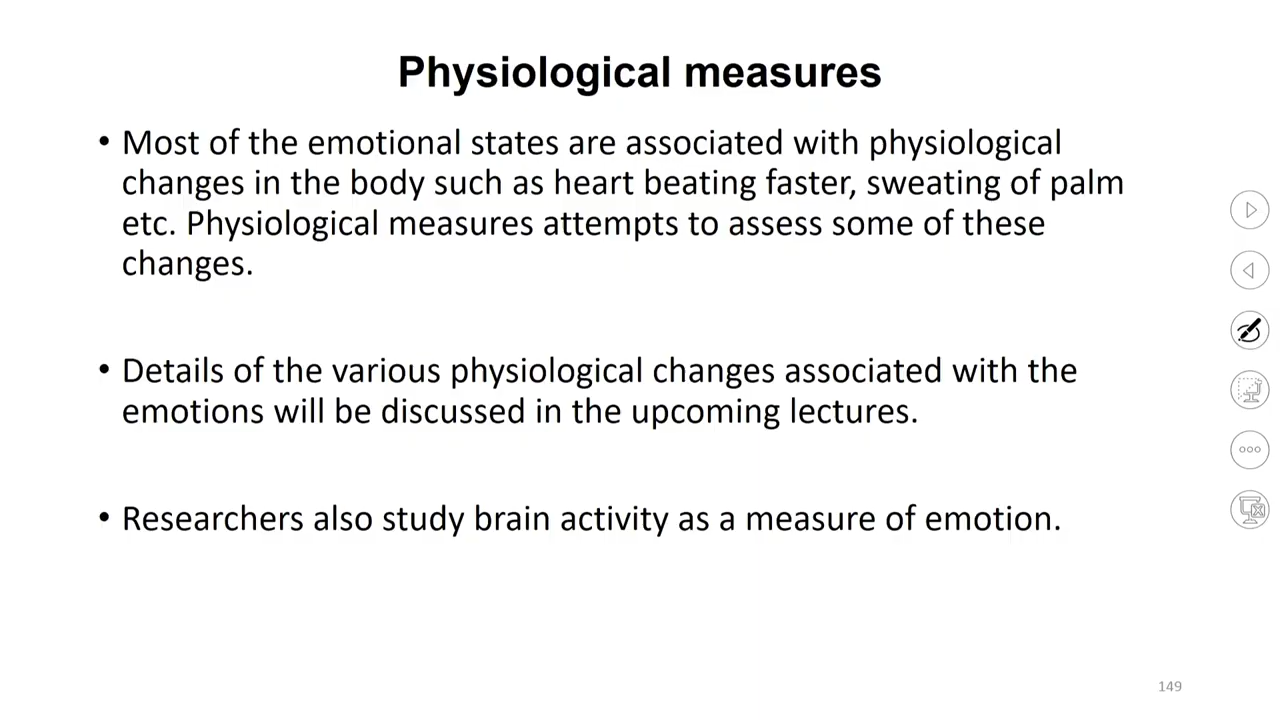 Physiological measures
• Most of the emotional states are associated with physiological
changes in the body such as heart beating faster, sweating of palm
etc. Physiological measures attempts to assess some of these
changes.
• Details of the various physiological changes associated with the
emotions will be discussed in the upcoming lectures.
• Researchers also study brain activity as a measure of emotion.
149